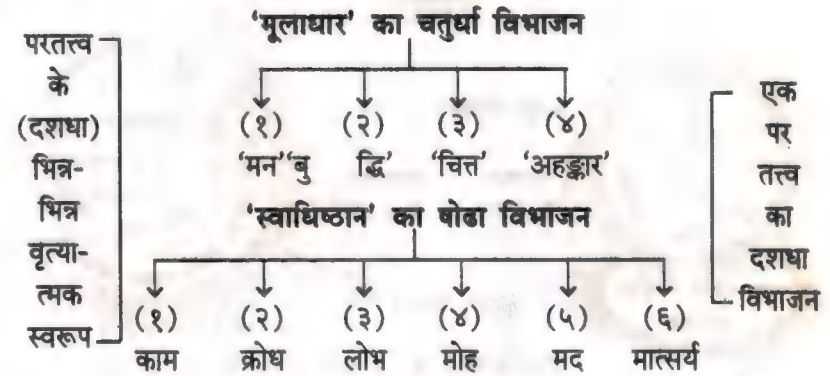 परतत्त्व
के
(दशधा)
भिन्न-
भिन्न
वृत्या-
त्मक
स्वरूप
'मूलाधार' का चतुर्धा विभाजन
(१) (२) (३) (४)
'मन' 'बु द्धि' 'चित्त' 'अहङ्कार'
'स्वाधिष्ठान' का षोढा विभाजन
(१) (२) (३) (४) (५) (६)
काम क्रोध लोभ मोह मद मात्सर्य
एक
पर
तत्त्व
का
दशधा
विभाजन